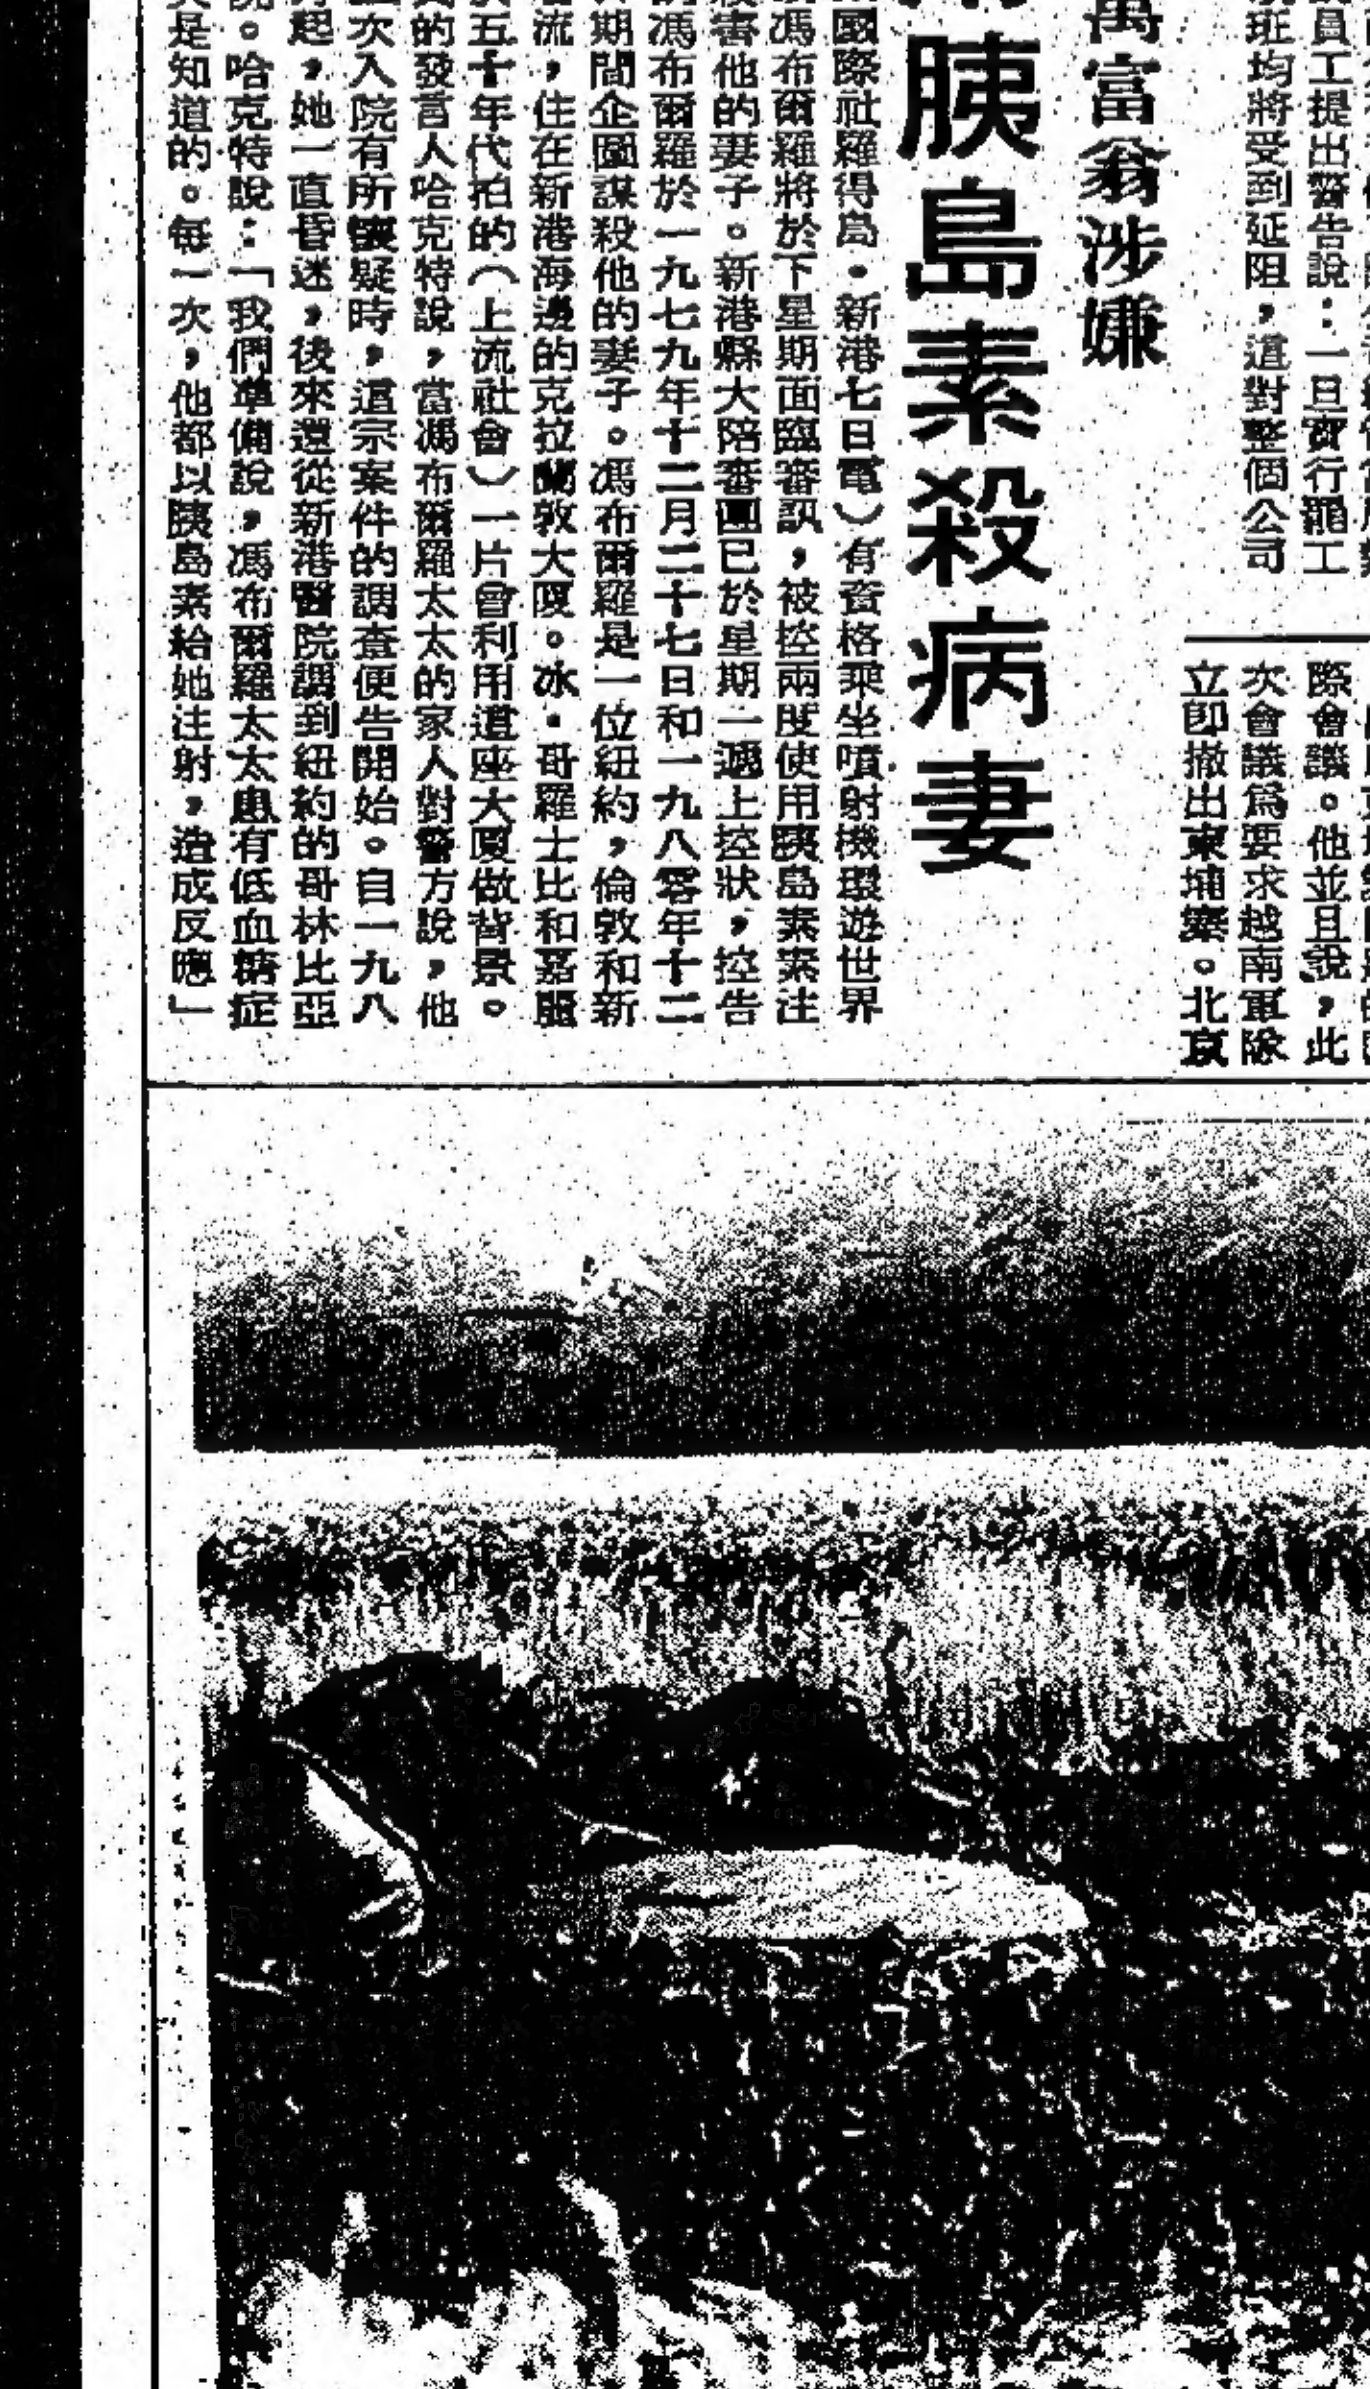 員工提出警告說：一旦實行罷工
班均將受到延阻，這對整個公司
際會議。他並且說，此
次會議爲要求越南軍隊
立卽撤出柬埔寨。北京
萬富翁涉嫌
胰島素殺病妻
國際社羅得島·新港七日電）有資格乘坐噴射機環遊世界
馮布爾羅將於下星期面臨審訊，被控兩度使用胰島素素注
審他的妻子。新港縣大陪審團已於星期一遞上控狀，控告
馮布爾羅於一九七九年十二月二十七日和一九八零年十二
期間企圖謀殺他的妻子。馮布爾羅是一位紐約，倫敦和新
流，住在新港海邊的克拉蘭敦大厦。冰·哥羅士比和嘉麗
五十年代拍的（上流社會）一片會利用這座大厦做背景。
的發言人哈克特說，當馮布爾羅太太的家人對警方說，他
次入院有所懷疑時，這宗案件的調查便告開始。自一九八
起，她一直昏迷，後來還從新港醫院調到紐約的哥林比亞
。哈克特說：「我們準備說，馮布爾羅太太患有低血糖症
是知道的。每一次，他都以胰島素給她注射，造成反應」